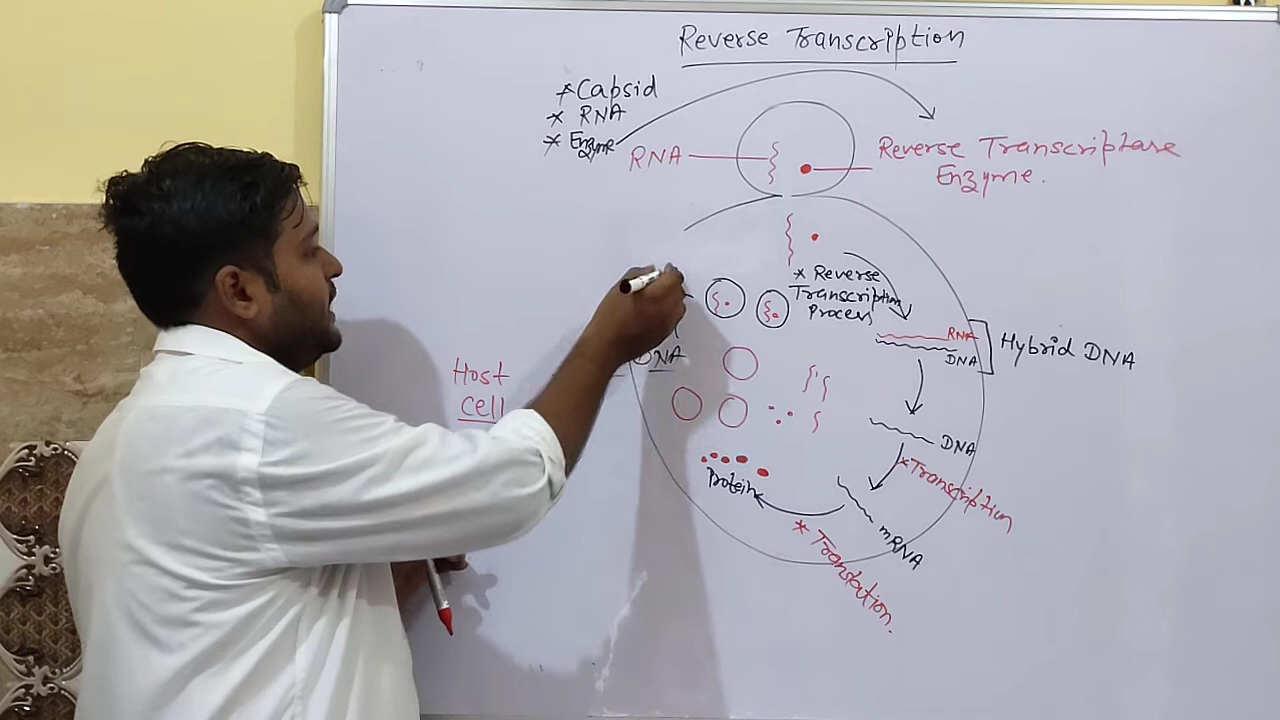 Reverse Transcription
* Capsid
* RNA
* Enzyme
RNA
Reverse Transcriptase
Enzyme.
* Reverse
Transcription
Process
RNA
DNA
Hybrid DNA
DNA
Host
cell
DNA
* Transcription
Protein
mRNA
* Translation.